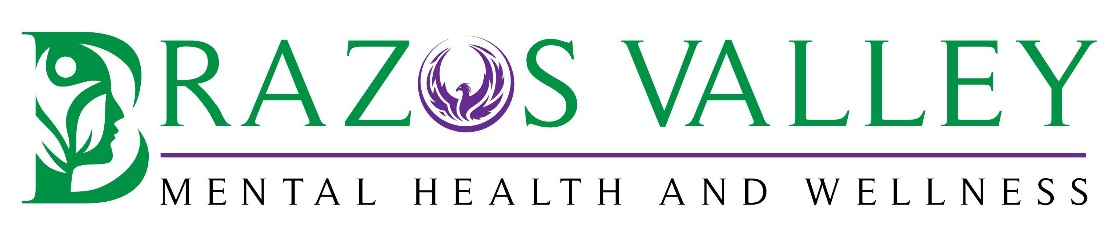 BRAZOS VALLEY
MENTAL HEALTH AND WELLNESS